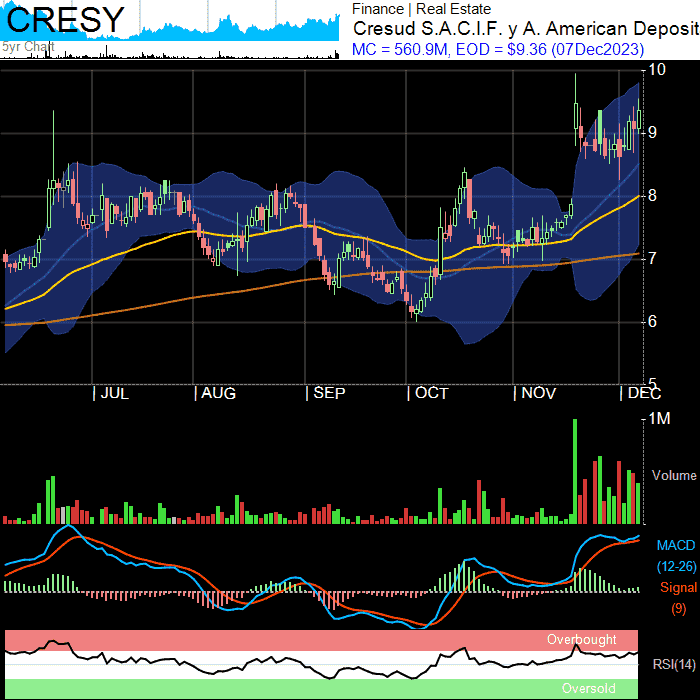 CRESY
5yr Chart
Finance | Real Estate
Cresud S.A.C.I.F. y A. American Deposit
MC = 560.9M, EOD = $9.36 (07Dec2023)
10
9
8
7
6
5
JUL AUG SEP OCT NOV DEC
1M
Volume
MACD
(12-26)
Signal
(9)
Overbought
RSI(14)
Oversold